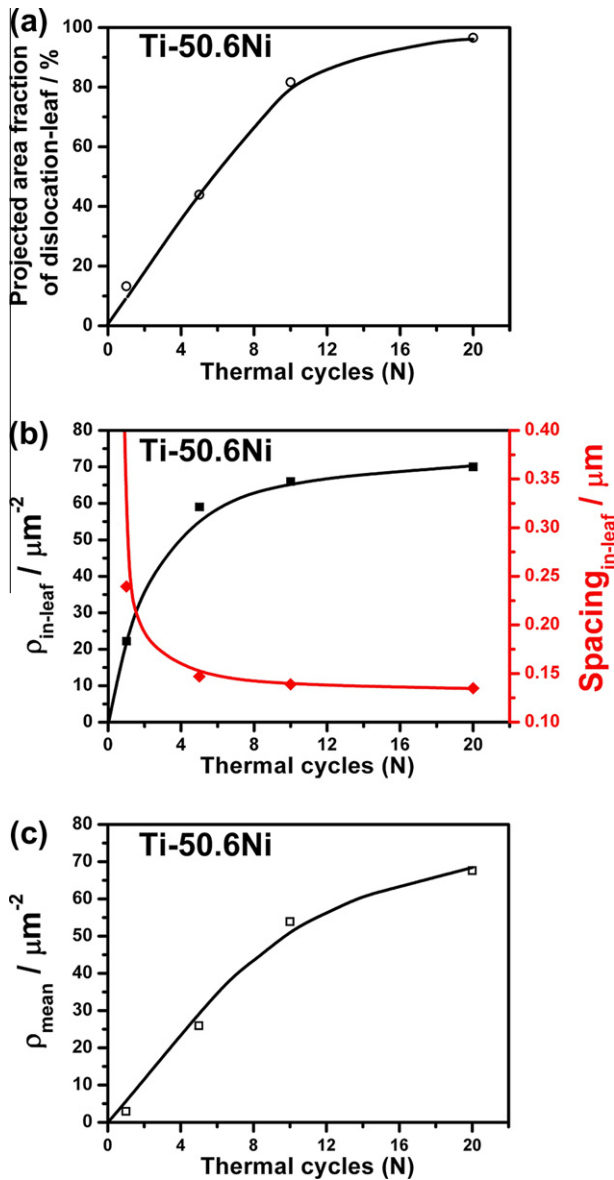 (a)
Ti-50.6Ni
Projected area fraction
of dislocation-leaf / %
100
80
60
40
20
0
0 4 8 12 16 20
Thermal cycles (N)
(b)
Ti-50.6Ni
ρin-leaf / μm-2
80
70
60
50
40
30
20
10
0
0.40
0.35
0.30
0.25
0.20
0.15
0.10
Spacingin-leaf / μm
0 4 8 12 16 20
Thermal cycles (N)
(c)
Ti-50.6Ni
ρmean / μm-2
80
70
60
50
40
30
20
10
0
0 4 8 12 16 20
Thermal cycles (N)